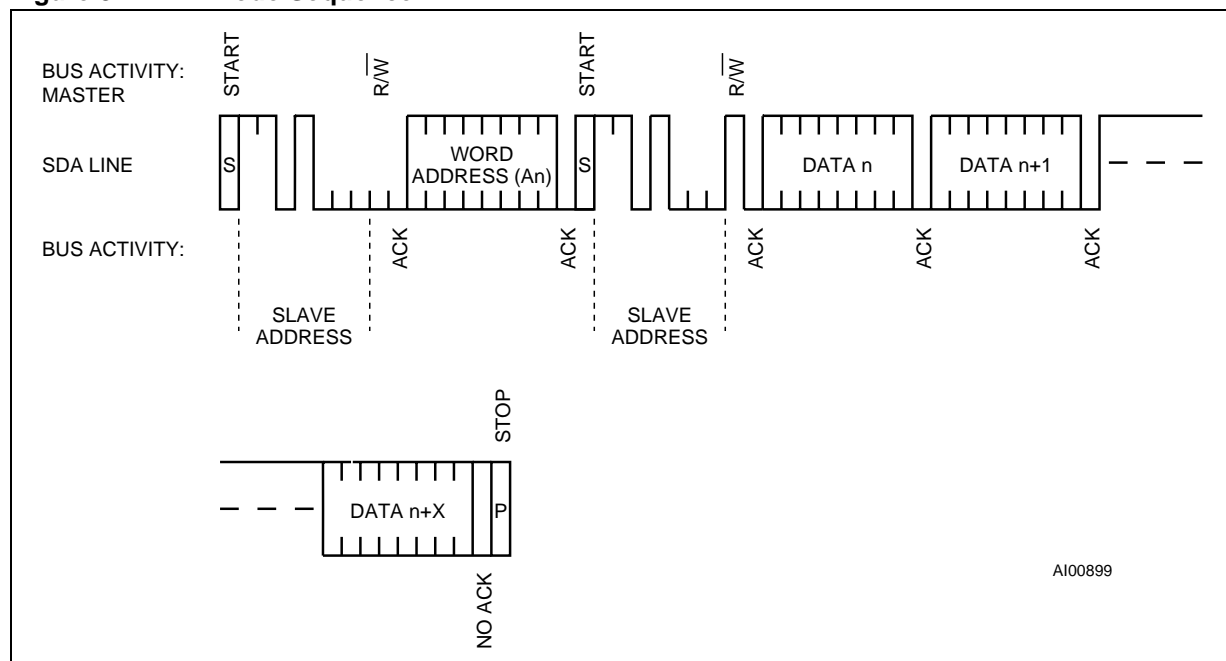 BUS ACTIVITY:
MASTER
START
R/W
START
R/W
SDA LINE
S
WORD
ADDRESS (An)
S
DATA n
DATA n+1
BUS ACTIVITY:
ACK
ACK
ACK
ACK
ACK
SLAVE
ADDRESS
SLAVE
ADDRESS
STOP
DATA n+X
P
NO ACK
AI00899